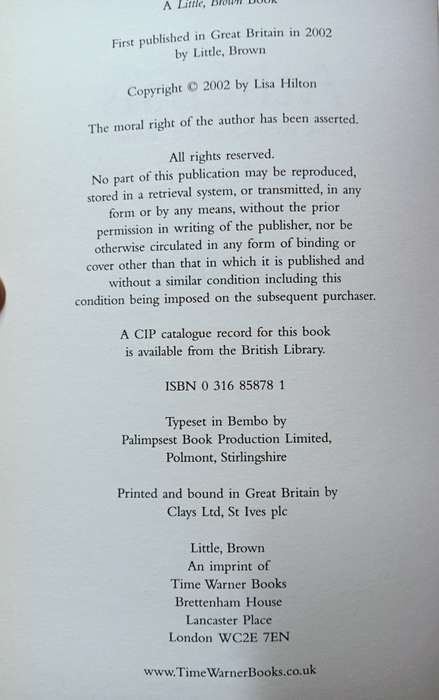 A Little, Brown Book
First published in Great Britain in 2002
by Little, Brown
Copyright © 2002 by Lisa Hilton
The moral right of the author has been asserted.
All rights reserved.
No part of this publication may be reproduced,
stored in a retrieval system, or transmitted, in any
form or by any means, without the prior
permission in writing of the publisher, nor be
otherwise circulated in any form of binding or
cover other than that in which it is published and
without a similar condition including this
condition being imposed on the subsequent purchaser.
A CIP catalogue record for this book
is available from the British Library.
ISBN 0 316 85878 1
Typeset in Bembo by
Palimpsest Book Production Limited,
Polmont, Stirlingshire
Printed and bound in Great Britain by
Clays Ltd, St Ives plc
Little, Brown
An imprint of
Time Warner Books
Brettenham House
Lancaster Place
London WC2E 7EN
www.TimeWarnerBooks.co.uk